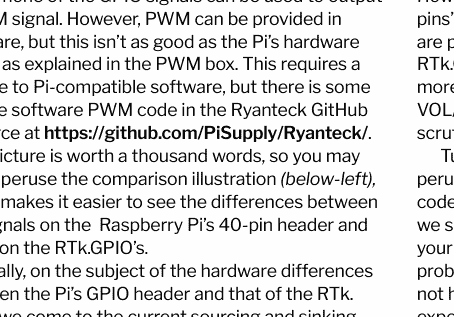 none of the GPIO signals can be used to output
M signal. However, PWM can be provided in
are, but this isn't as good as the Pi's hardware
as explained in the PWM box. This requires a
e to Pi-compatible software, but there is some
e software PWM code in the Ryanteck GitHub
rce at https://github.com/PiSupply/Ryanteck/.
icture is worth a thousand words, so you may
peruse the comparison illustration (below-left),
makes it easier to see the differences between
gnals on the Raspberry Pi's 40-pin header and
on the RTk.GPIO's.
ally, on the subject of the hardware differences
en the Pi's GPIO header and that of the RTk.
we come to the current sourcing and sinking
pins'
are p
RTk.
more
VOL
scru
Tu
peru
code
we s
your
prob
not h